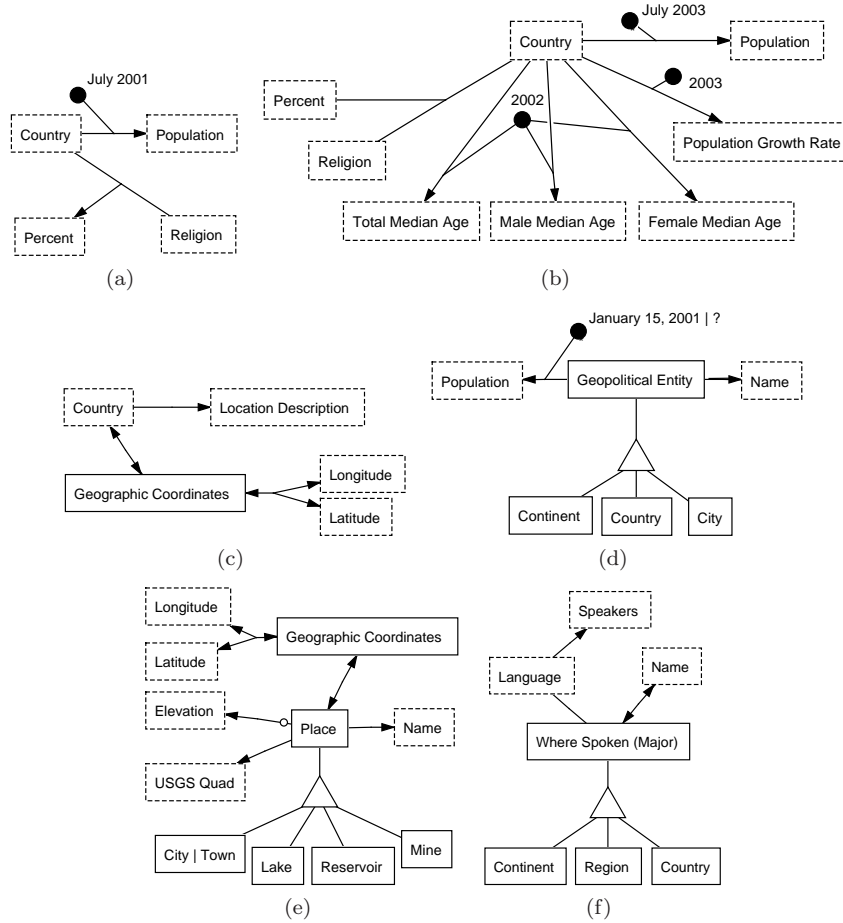 July 2001
Country
Population
Percent
Religion
(a)
July 2003
Country
Population
2003
Percent
2002
Religion
Population Growth Rate
Total Median Age
Male Median Age
Female Median Age
(b)
Country
Location Description
Geographic Coordinates
Longitude
Latitude
(c)
January 15, 2001 | ?
Population
Geopolitical Entity
Name
Continent
Country
City
(d)
Longitude
Geographic Coordinates
Latitude
Elevation
Place
Name
USGS Quad
City | Town
Lake
Reservoir
Mine
(e)
Speakers
Language
Name
Where Spoken (Major)
Continent
Region
Country
(f)